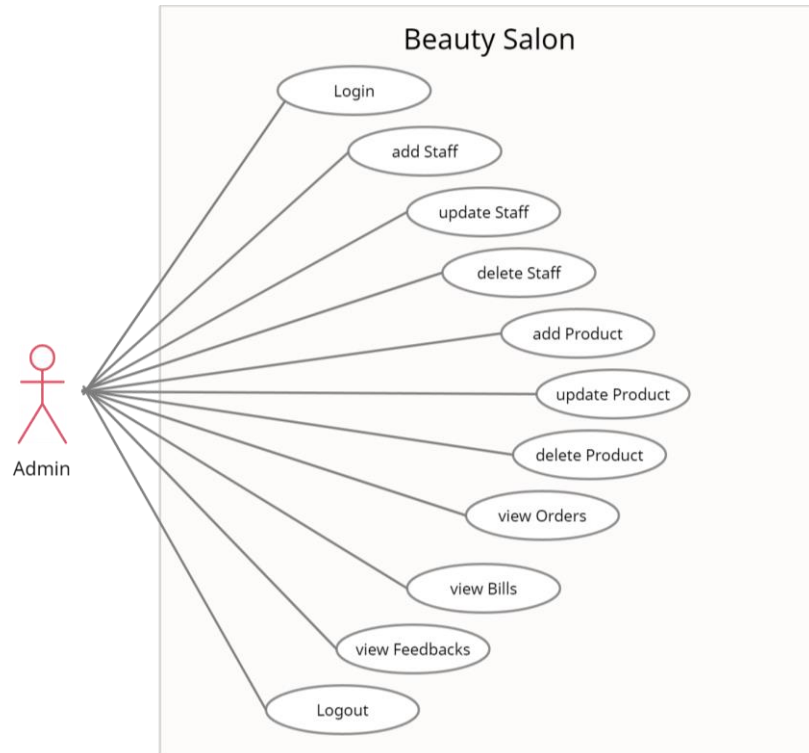 Beauty Salon
Login
add Staff
update Staff
delete Staff
add Product
update Product
delete Product
view Orders
view Bills
view Feedbacks
Logout
Admin